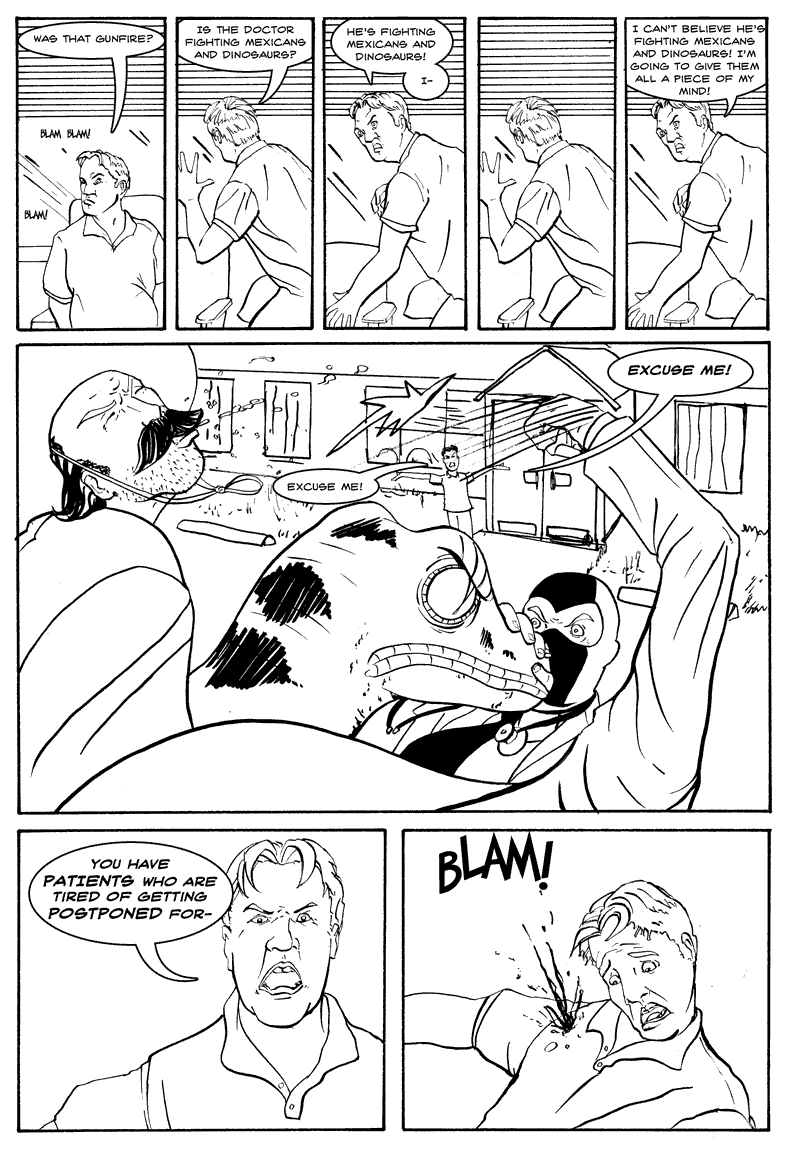 WAS THAT GUNFIRE?
BLAM BLAM!
BLAM!
IS THE DOCTOR
FIGHTING MEXICANS
AND DINOSAURS?
HE'S FIGHTING
MEXICANS AND
DINOSAURS!
I-
I CAN'T BELIEVE HE'S
FIGHTING MEXICANS
AND DINOSAURS! I'M
GOING TO GIVE THEM
ALL A PIECE OF MY
MIND!
EXCUSE ME!
EXCUSE ME!
YOU HAVE
PATIENTS WHO ARE
TIRED OF GETTING
POSTPONED FOR-
BLAM!